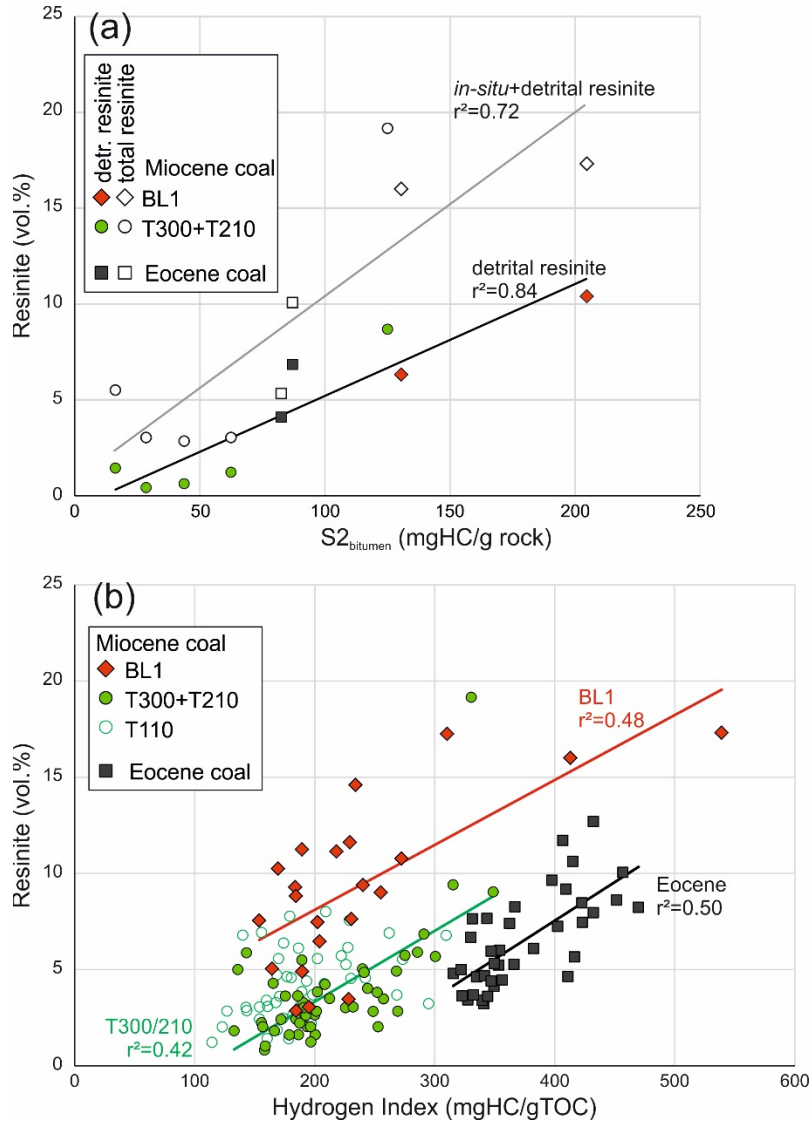 (a)
25
20
15
10
5
0
Resinite (vol.%)
detr. resinite
total resinite
Miocene coal
BL1
T300+T210
Eocene coal
in-situ+detrital resinite
r²=0.72
detrital resinite
r²=0.84
0 50 100 150 200 250
S2bitumen (mgHC/g rock)
(b)
25
20
15
10
5
0
Resinite (vol.%)
Miocene coal
BL1
T300+T210
T110
Eocene coal
BL1
r²=0.48
Eocene
r²=0.50
T300/210
r²=0.42
0 100 200 300 400 500 600
Hydrogen Index (mgHC/gTOC)